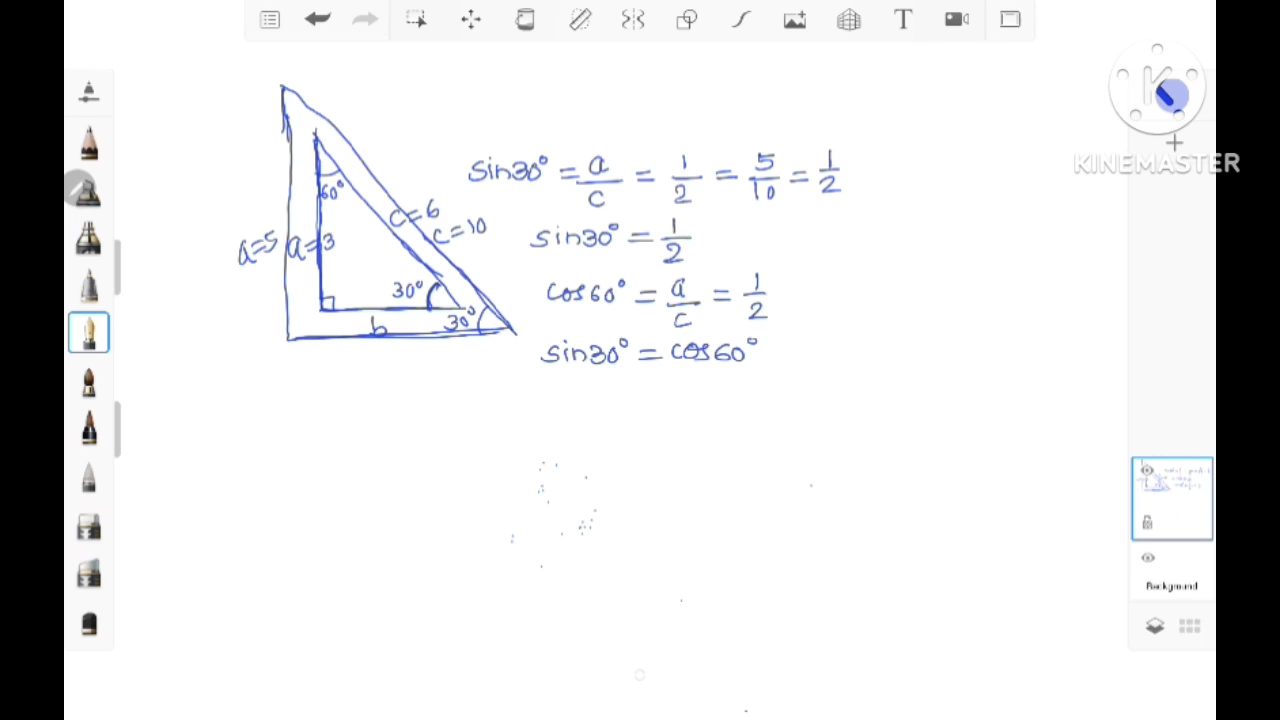 KINEMASTER
sin30° = a/c = 1/2 = 5/10 = 1/2
60°
c=6
c=10
a=5
a=3
sin30° = 1/2
30°
cos60° = a/c = 1/2
30°
b
sin30° = cos60°
Background